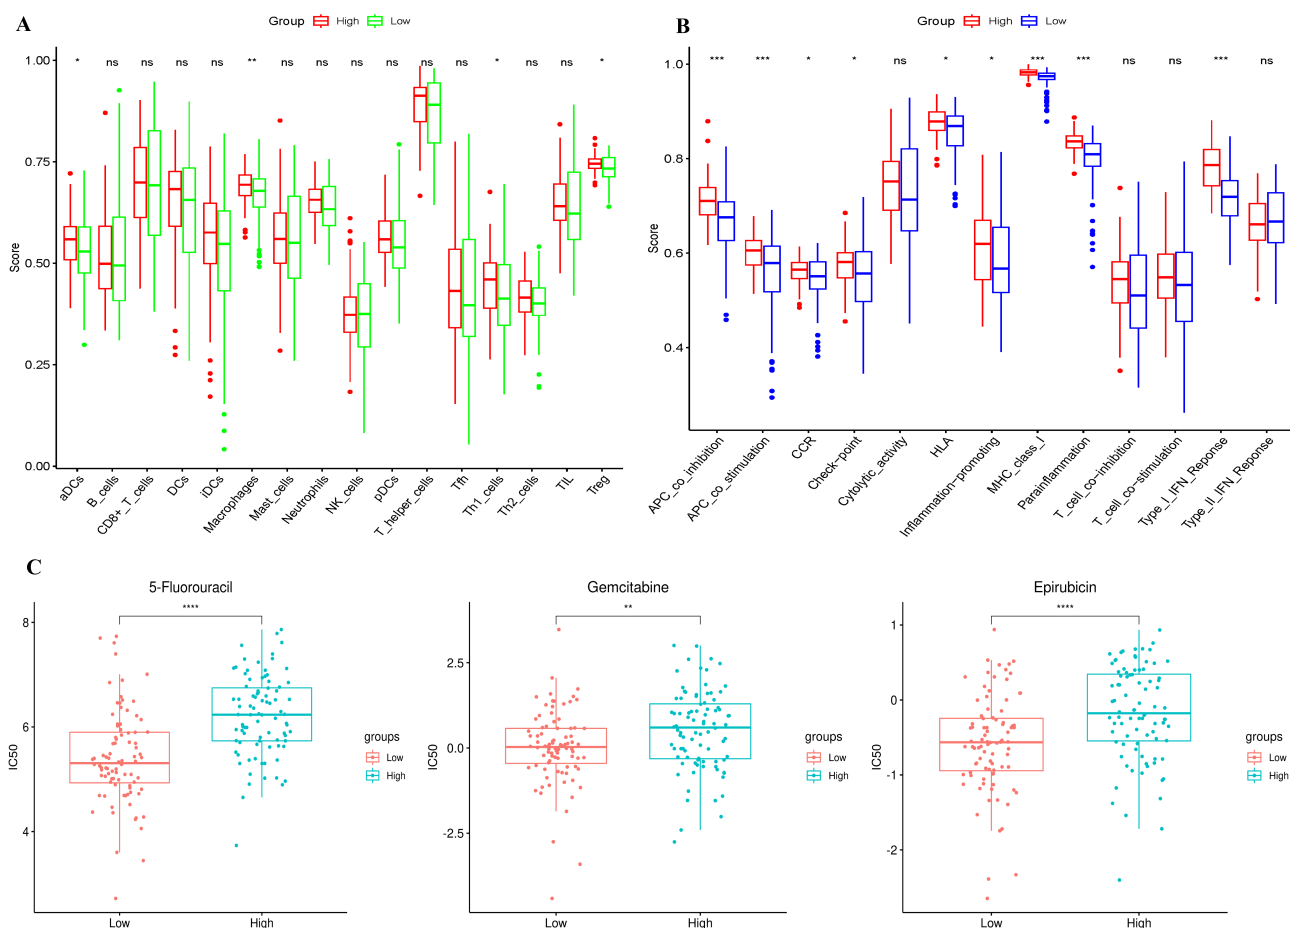 A
Group High Low
1.00
0.75
0.50
0.25
0.00
Score
* ns ns ns ns ** ns ns ns ns ns ns * ns ns *
aDCs
B_cells
CD8+_T_cells
DCs
iDCs
Macrophages
Mast_cells
Neutrophils
NK_cells
pDCs
T_helper_cells
Tfh
Th1_cells
Th2_cells
TIL
Treg
B
Group High Low
1.0
0.8
0.6
0.4
Score
*** *** * * ns * * *** *** ns ns *** ns
APC_co_inhibition
APC_co_stimulation
CCR
Check-point
Cytolytic_activity
HLA
Inflammation-promoting
MHC_class_I
Parainflammation
T_cell_co-inhibition
T_cell_co-stimulation
Type_I_IFN_Reponse
Type_II_IFN_Reponse
C
5-Fluorouracil
****
8
6
4
IC50
Low High
groups
Low
High
Gemcitabine
**
2.5
0.0
-2.5
IC50
Low High
groups
Low
High
Epirubicin
****
1
0
-1
-2
IC50
Low High
groups
Low
High